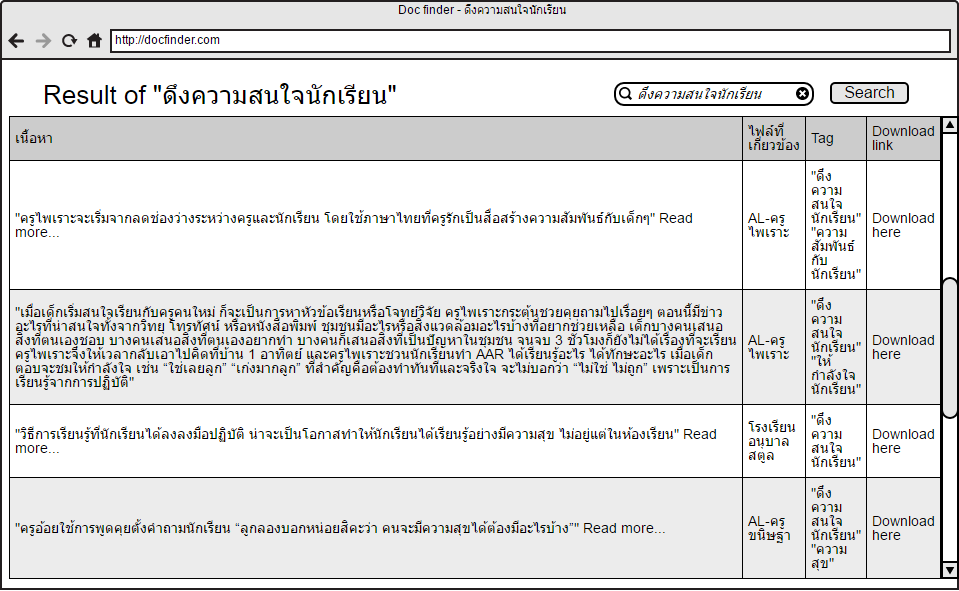 Doc finder - ดึงความสนใจนักเรียน
http://docfinder.com
Result of "ดึงความสนใจนักเรียน"
ดึงความสนใจนักเรียน
Search
เนื้อหา
ไฟล์ที่
เกี่ยวข้อง
Tag
Download
link
"ครูไพเราะจะเริ่มจากลดช่องว่างระหว่างครูและนักเรียน โดยใช้ภาษาไทยที่ครูรักเป็นสื่อสร้างความสัมพันธ์กับเด็กๆ" Read
more...
AL-ครู
ไพเราะ
"ดึง
ความ
สนใจ
นักเรียน"
"ความ
สัมพันธ์
กับ
นักเรียน"
Download
here
"เมื่อเด็กเริ่มสนใจเรียนกับครูคนใหม่ ก็จะเป็นการหาหัวข้อเรียนหรือโจทย์วิจัย ครูไพเราะกระตุ้นช่วยคุยถามไปเรื่อยๆ ตอนนี้มีข่าว
อะไรที่น่าสนใจทั้งจากวิทยุ โทรทัศน์ หรือหนังสือพิมพ์ ชุมชนมีอะไรหรือสิ่งแวดล้อมอะไรบ้างที่อยากช่วยเหลือ เด็กบางคนเสนอ
สิ่งที่ตนเองชอบ บางคนเสนอสิ่งที่ตนเองอยากทำ บางคนก็เสนอสิ่งที่เป็นปัญหาในชุมชน จนจบ 3 ชั่วโมงก็ยังไม่ได้เรื่องที่จะเรียน
ครูไพเราะจึงให้เวลากลับเอาไปคิดที่บ้าน 1 อาทิตย์ และครูไพเราะชวนนักเรียนทำ AAR ได้เรียนรู้อะไร ได้ทักษะอะไร เมื่อเด็ก
ตอบจะชมให้กำลังใจ เช่น “ใช่เลยลูก” “เก่งมากลูก” ที่สำคัญคือต้องทำทันทีและจริงใจ จะไม่บอกว่า “ไม่ใช่ ไม่ถูก” เพราะเป็นการ
เรียนรู้จากการปฏิบัติ"
AL-ครู
ไพเราะ
"ดึง
ความ
สนใจ
นักเรียน"
"ให้
กำลังใจ
นักเรียน"
Download
here
"วิธีการเรียนรู้ที่นักเรียนได้ลงลงมือปฏิบัติ น่าจะเป็นโอกาสทำให้นักเรียนได้เรียนรู้อย่างมีความสุข ไม่อยู่แต่ในห้องเรียน" Read
more...
โรงเรียน
อนุบาล
สตูล
"ดึง
ความ
สนใจ
นักเรียน"
Download
here
"ครูอ้อยใช้การพูดคุยตั้งคำถามนักเรียน “ลูกลองบอกหน่อยสิคะว่า คนจะมีความสุขได้ต้องมีอะไรบ้าง”" Read more...
AL-ครู
ขนิษฐา
"ดึง
ความ
สนใจ
นักเรียน"
"ความ
สุข"
Download
here